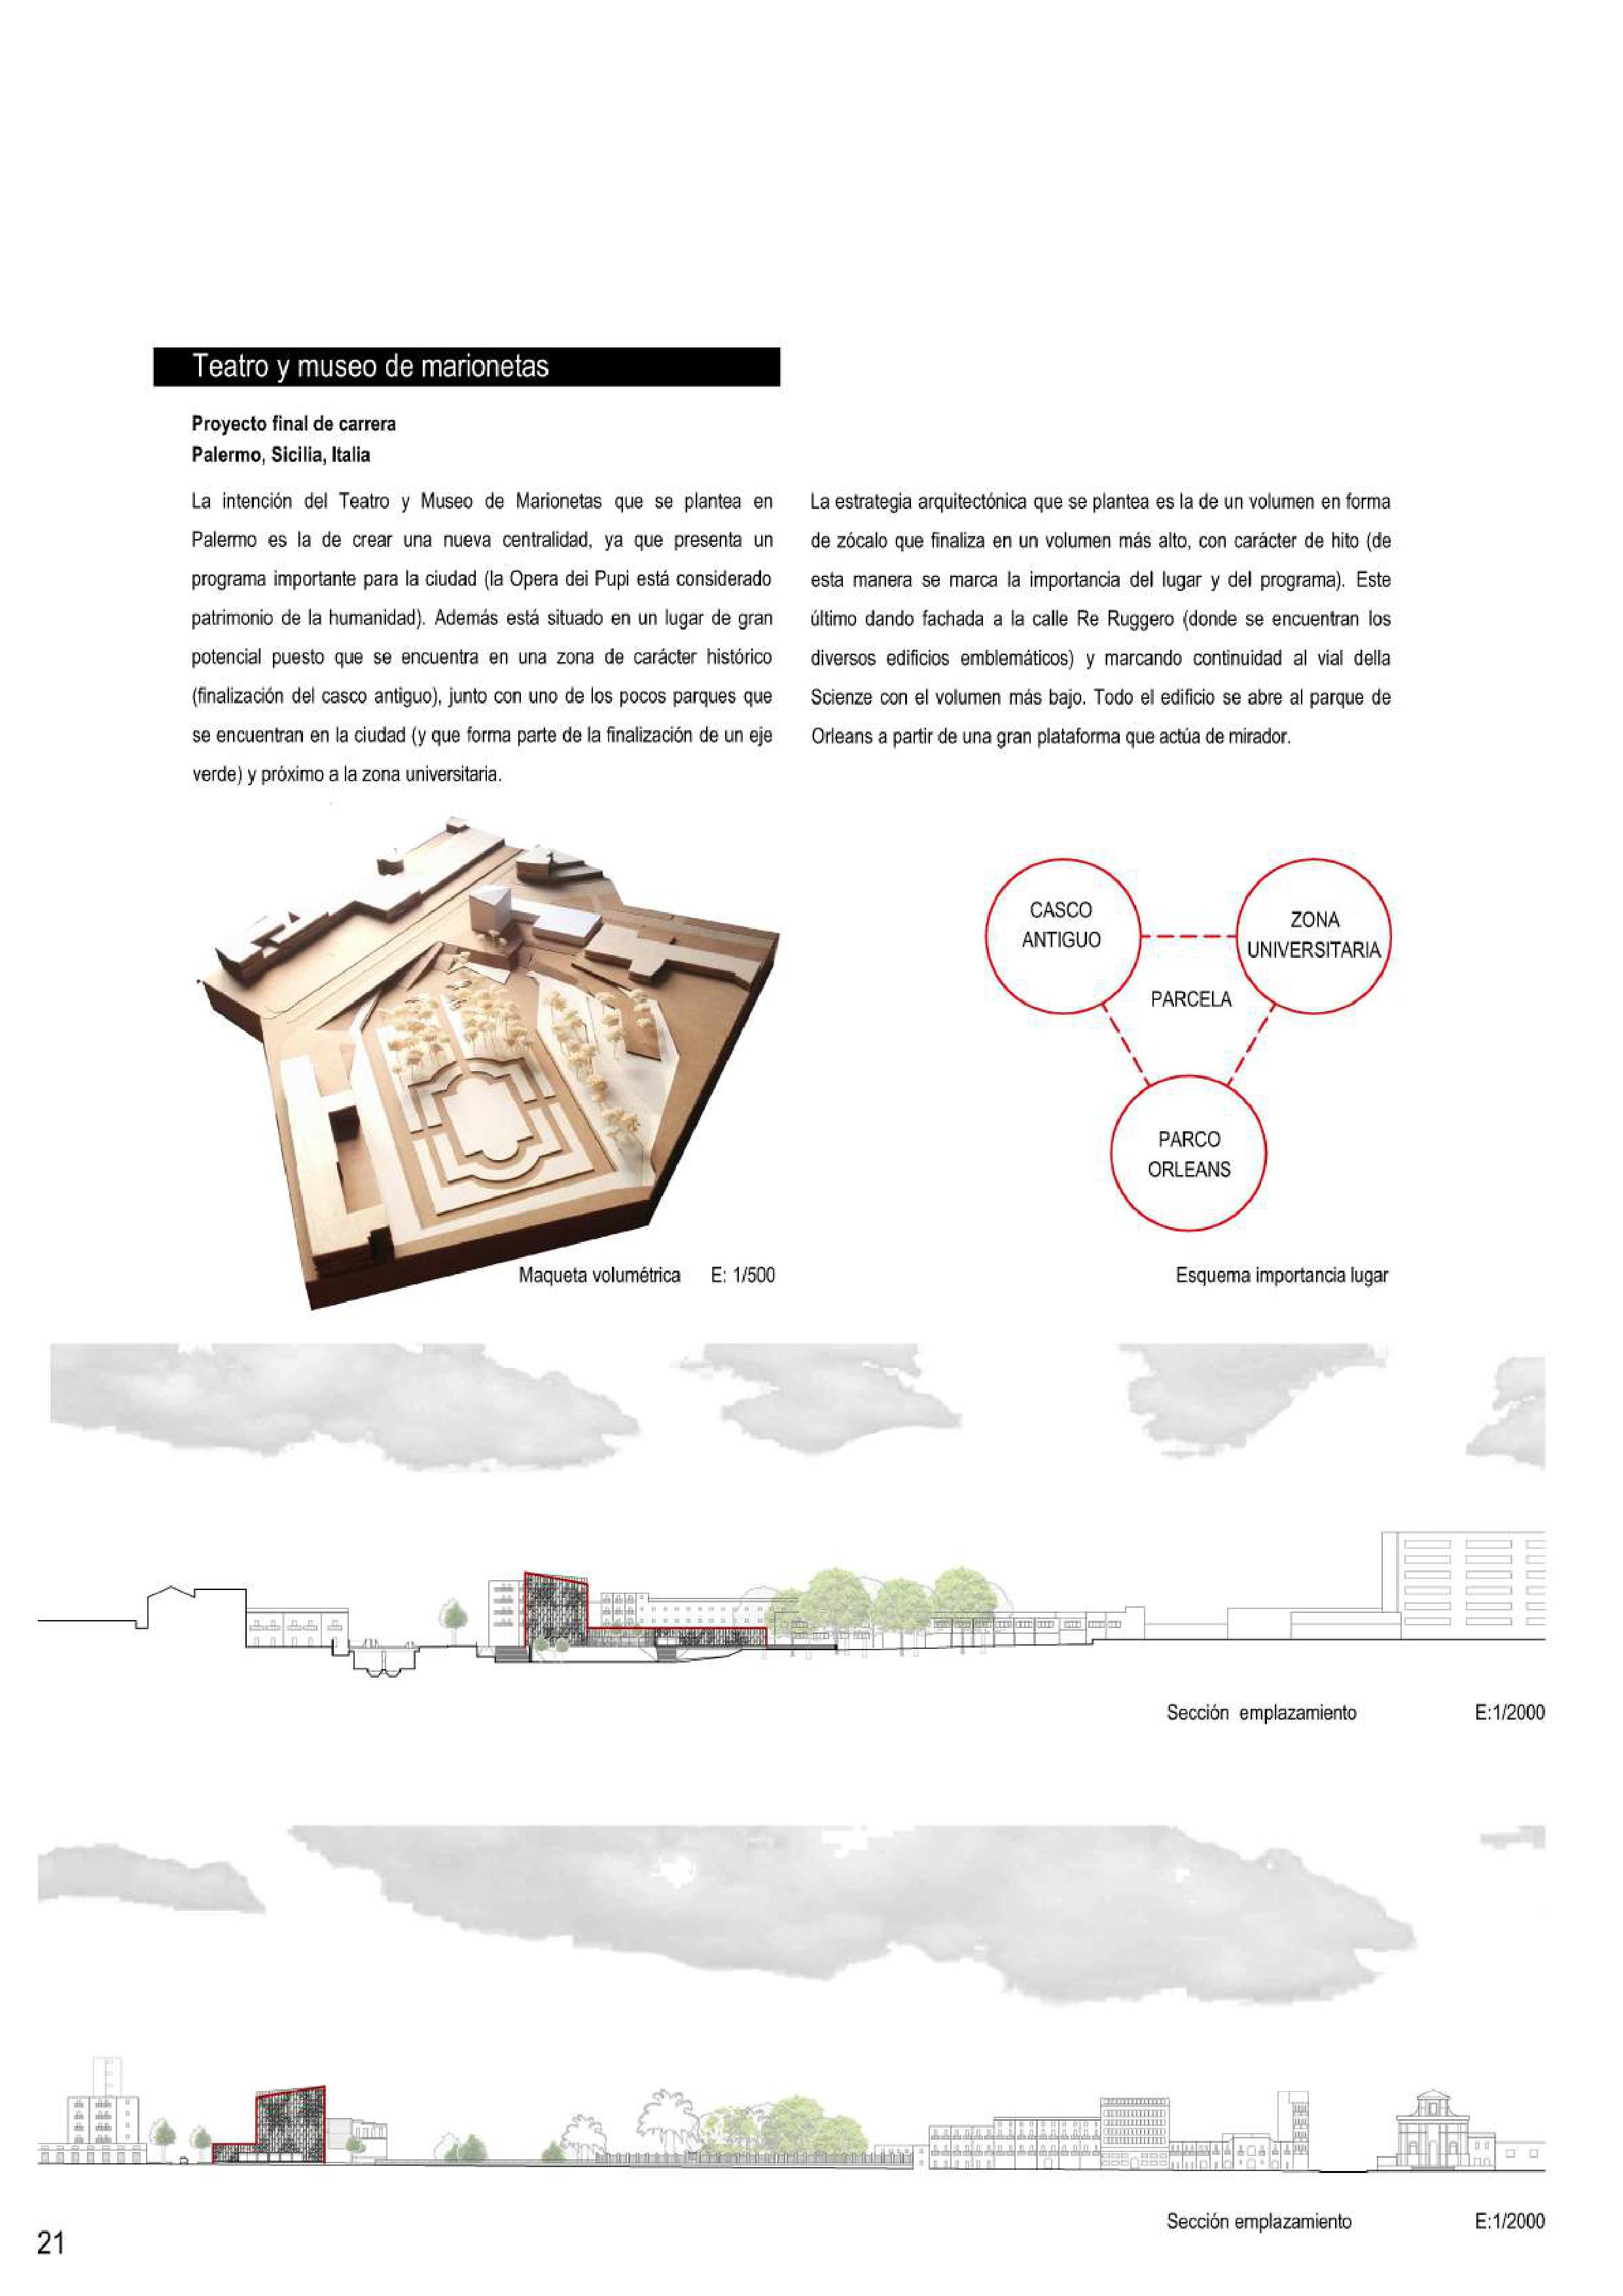 Teatro y museo de marionetas
Proyecto final de carrera
Palermo, Sicilia, Italia
La intención del Teatro y Museo de Marionetas que se plantea en
Palermo es la de crear una nueva centralidad, ya que presenta un
programa importante para la ciudad (la Opera dei Pupi está considerado
patrimonio de la humanidad). Además está situado en un lugar de gran
potencial puesto que se encuentra en una zona de carácter histórico
(finalización del casco antiguo), junto con uno de los pocos parques que
se encuentran en la ciudad (y que forma parte de la finalización de un eje
verde) y próximo a la zona universitaria.
La estrategia arquitectónica que se plantea es la de un volumen en forma
de zócalo que finaliza en un volumen más alto, con carácter de hito (de
esta manera se marca la importancia del lugar y del programa). Este
último dando fachada a la calle Re Ruggero (donde se encuentran los
diversos edificios emblemáticos) y marcando continuidad al vial della
Scienze con el volumen más bajo. Todo el edificio se abre al parque de
Orleans a partir de una gran plataforma que actúa de mirador.
CASCO
ANTIGUO
ZONA
UNIVERSITARIA
PARCELA
PARCO
ORLEANS
Maqueta volumétrica E: 1/500
Esquema importancia lugar
Sección emplazamiento E:1/2000
Sección emplazamiento E:1/2000
21